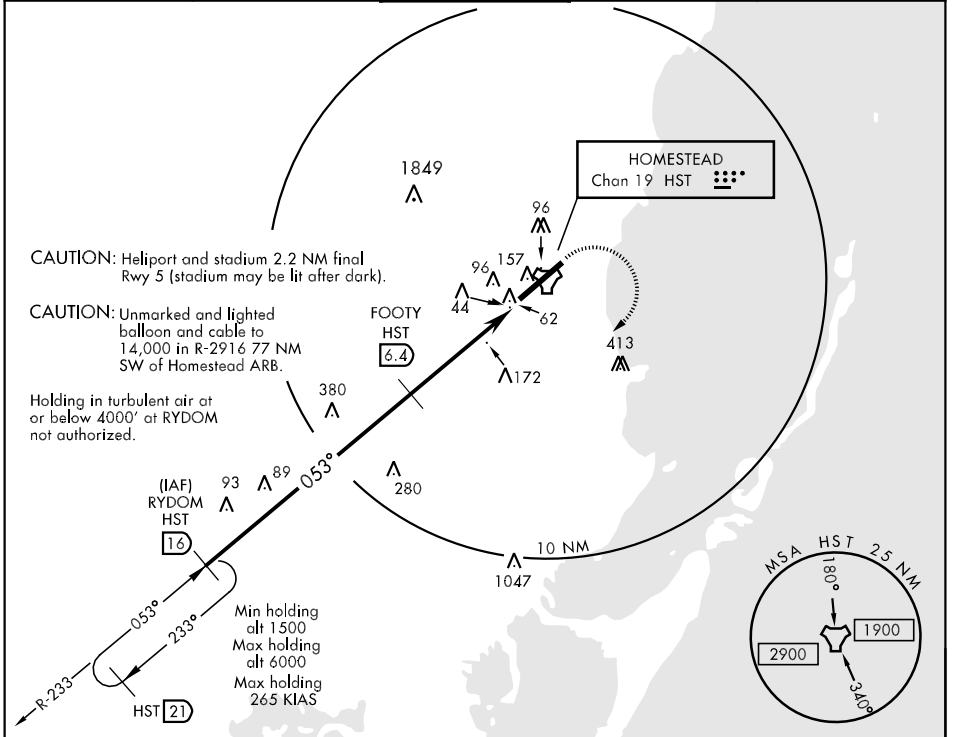 1849
HOMESTEAD
Chan 19 HST
96
CAUTION: Heliport and stadium 2.2 NM final
Rwy 5 (stadium may be lit after dark).
96
157
44
62
CAUTION: Unmarked and lighted
balloon and cable to
14,000 in R-2916 77 NM
SW of Homestead ARB.
FOOTY
HST
6.4
413
172
Holding in turbulent air at
or below 4000' at RYDOM
not authorized.
380
053°
280
93
89
(IAF)
RYDOM
HST
16
10 NM
1047
053°
233°
R-233
HST 21
Min holding
alt 1500
Max holding
alt 6000
Max holding
265 KIAS
MSA HST 25 NM
180°
1900
2900
340°